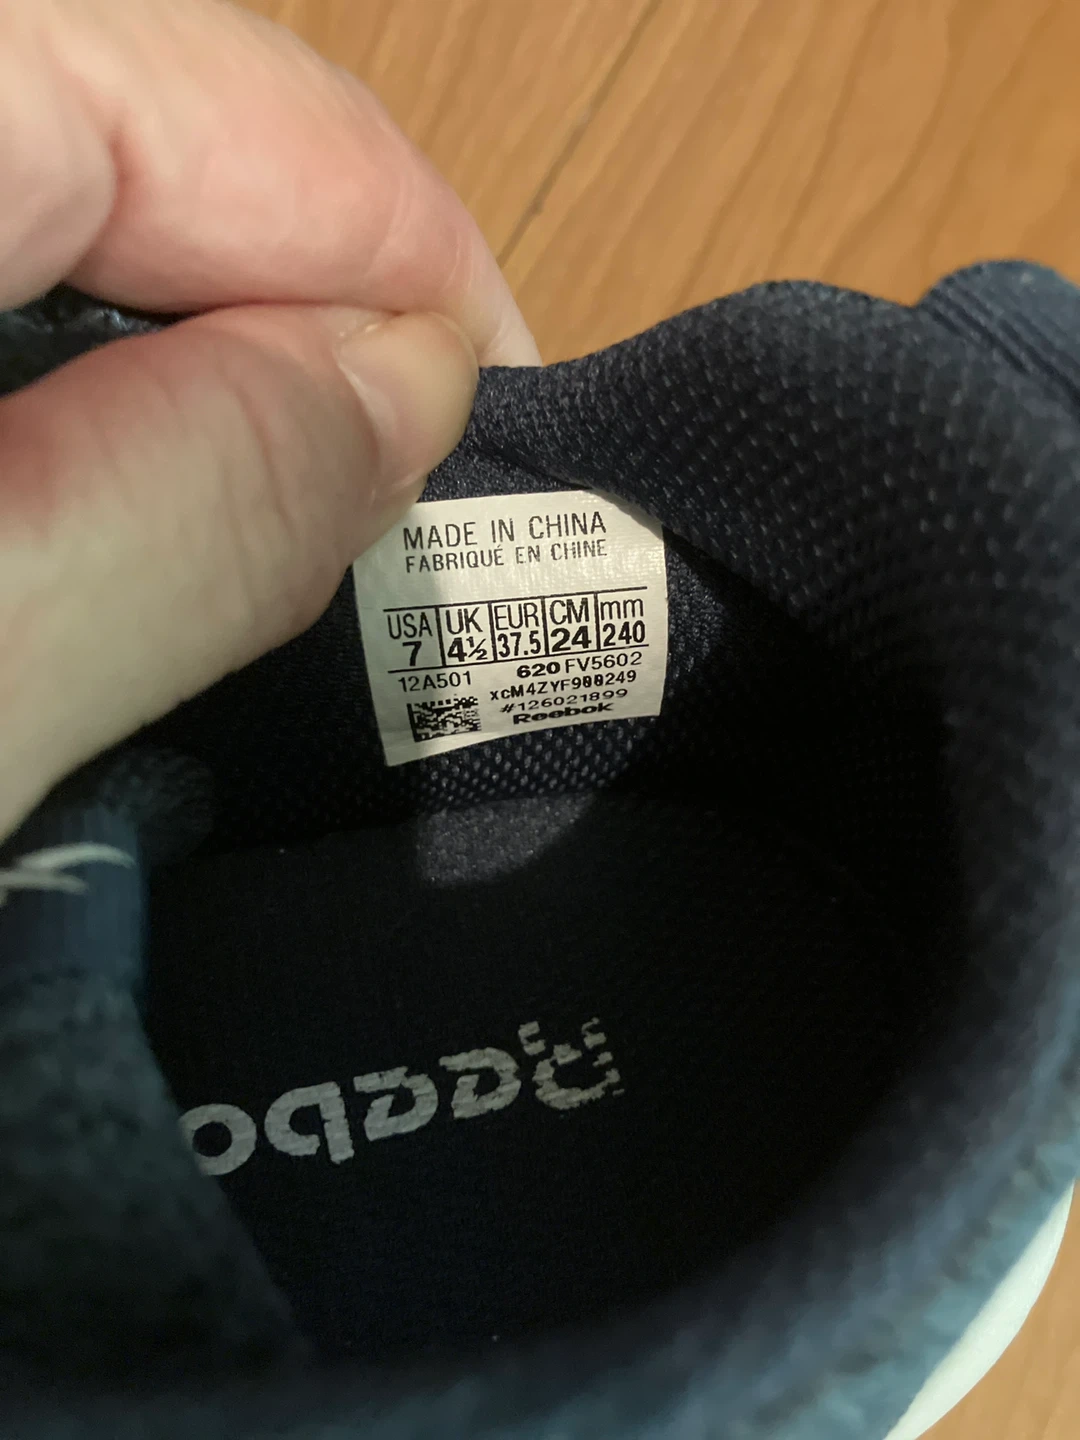 MADE IN CHINA
FABRIQUÉ EN CHINE
USA UK EUR CM mm
7 4½ 37.5 24 240
12A501 620 FV5602
xcM4ZYF900249
#126021899
Reebok
Reebo